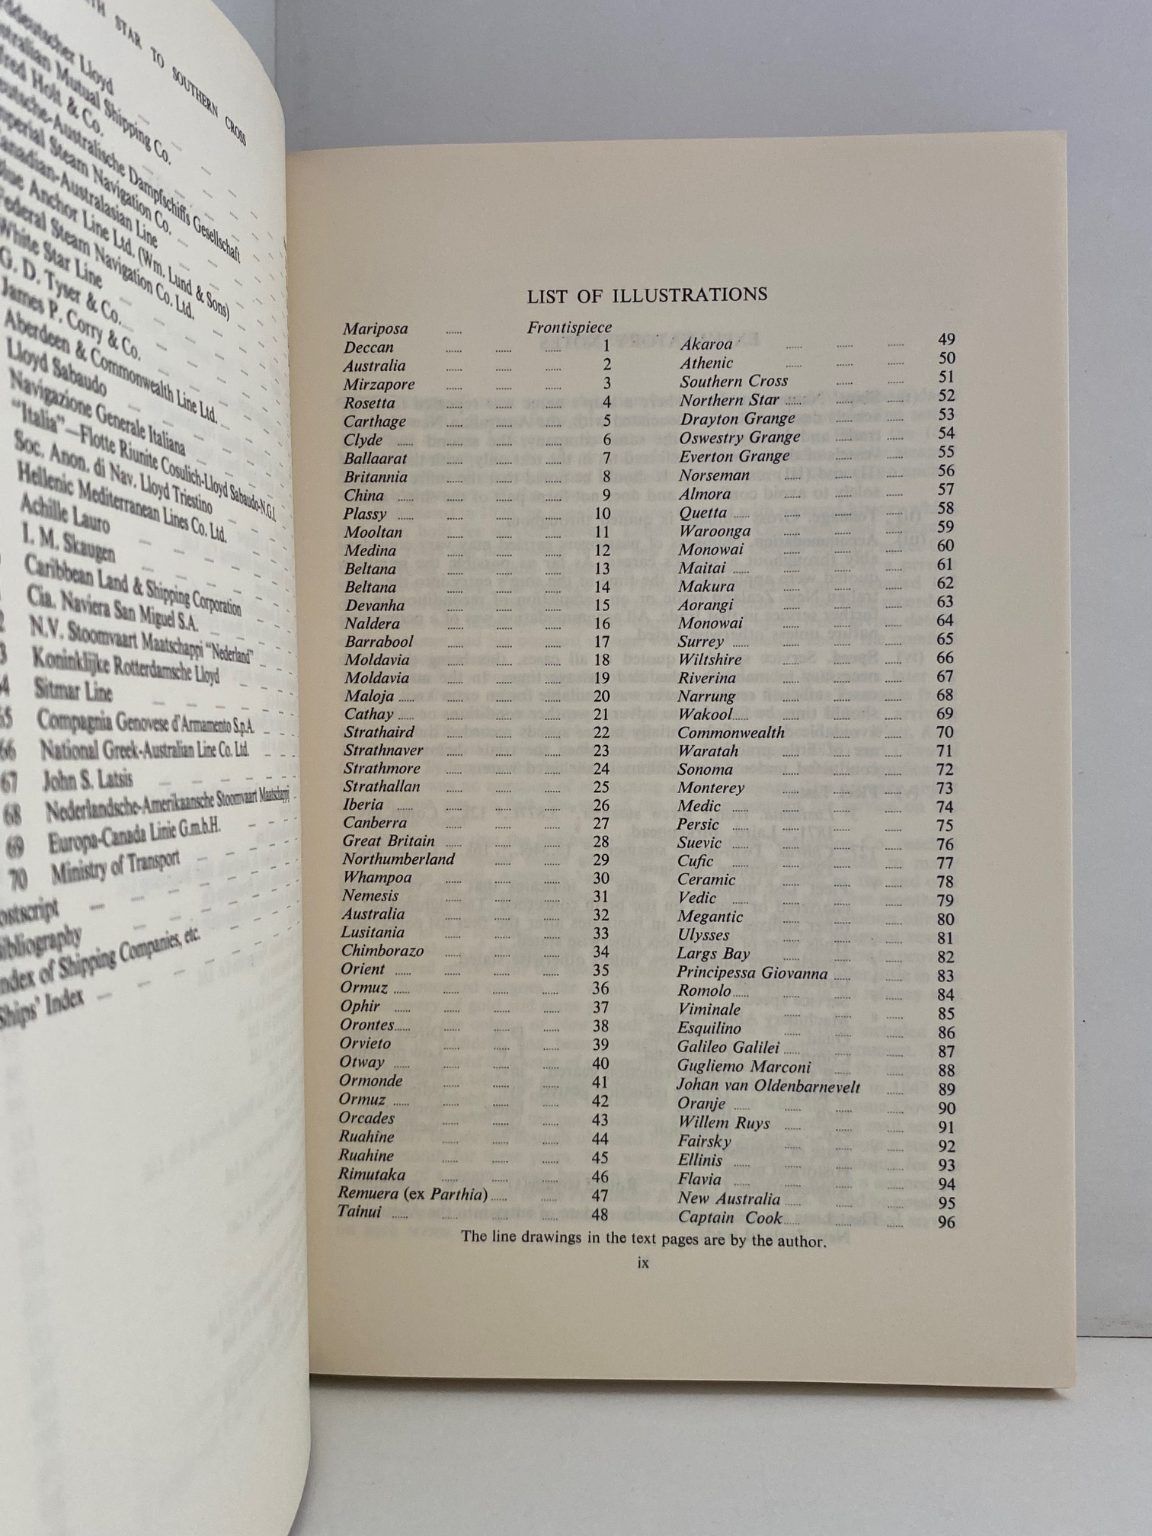 STAR TO SOUTHERN CROSS
Lloyd
Mutual Shipping Co.
Holt & Co.
Australische Dampfschiffs Gesellschaft
Steam Navigation Co.
Australasian Line
Anchor Line Ltd. (Wm. Lund & Sons)
Federal Steam Navigation Co. Ltd.
White Star Line
G. D. Tyser & Co.
James P. Corry & Co.
Aberdeen & Commonwealth Line Ltd.
Lloyd Sabaudo
Navigazione Generale Italiana
“Italia”—Flotte Riunite Cosulich-Lloyd Sabaudo-N.G.I.
Soc. Anon. di Nav. Lloyd Triestino
Hellenic Mediterranean Lines Co. Ltd.
Achille Lauro
I. M. Skaugen
Caribbean Land & Shipping Corporation
Cia. Naviera San Miguel S.A.
N.V. Stoomvaart Maatschappij “Nederland”
Koninklijke Rotterdamsche Lloyd
Sitmar Line
65 Compagnia Genovese d'Armamento S.p.A.
66 National Greek-Australian Line Co. Ltd.
67 John S. Latsis
68 Nederlandsche-Amerikaansche Stoomvaart Maatschappij
69 Europa-Canada Linie G.m.b.H.
70 Ministry of Transport
Postscript
Bibliography
Index of Shipping Companies, etc.
Ships' Index
LIST OF ILLUSTRATIONS
Mariposa ...... Frontispiece
Deccan ...... ...... ...... 1
Australia ...... ...... ...... 2
Mirzapore ...... ...... ...... 3
Rosetta ...... ...... ...... 4
Carthage ...... ...... ...... 5
Clyde ...... ...... ...... 6
Ballaarat ...... ...... ...... 7
Britannia ...... ...... ...... 8
China ...... ...... ...... 9
Plassy ...... ...... ...... 10
Mooltan ...... ...... ...... 11
Medina ...... ...... ...... 12
Beltana ...... ...... ...... 13
Beltana ...... ...... ...... 14
Devanha ...... ...... ...... 15
Naldera ...... ...... ...... 16
Barrabool ...... ...... ...... 17
Moldavia ...... ...... ...... 18
Moldavia ...... ...... ...... 19
Maloja ...... ...... ...... 20
Cathay ...... ...... ...... 21
Strathaird ...... ...... ...... 22
Strathnaver ...... ...... ...... 23
Strathmore ...... ...... ...... 24
Strathallan ...... ...... ...... 25
Iberia ...... ...... ...... 26
Canberra ...... ...... ...... 27
Great Britain ...... ...... ...... 28
Northumberland ...... ...... 29
Whampoa ...... ...... ...... 30
Nemesis ...... ...... ...... 31
Australia ...... ...... ...... 32
Lusitania ...... ...... ...... 33
Chimborazo ...... ...... ...... 34
Orient ...... ...... ...... 35
Ormuz ...... ...... ...... 36
Ophir ...... ...... ...... 37
Orontes ...... ...... ...... 38
Orvieto ...... ...... ...... 39
Otway ...... ...... ...... 40
Ormonde ...... ...... ...... 41
Ormuz ...... ...... ...... 42
Orcades ...... ...... ...... 43
Ruahine ...... ...... ...... 44
Ruahine ...... ...... ...... 45
Rimutaka ...... ...... ...... 46
Remuera (ex Parthia) ...... ...... 47
Tainui ...... ...... ...... 48
Akaroa ...... ...... ...... 49
Athenic ...... ...... ...... 50
Southern Cross ...... ...... 51
Northern Star ...... ...... ...... 52
Drayton Grange ...... ...... 53
Oswestry Grange ...... ...... 54
Everton Grange ...... ...... 55
Norseman ...... ...... ...... 56
Almora ...... ...... ...... 57
Quetta ...... ...... ...... 58
Waroonga ...... ...... ...... 59
Monowai ...... ...... ...... 60
Maitai ...... ...... ...... 61
Makura ...... ...... ...... 62
Aorangi ...... ...... ...... 63
Monowai ...... ...... ...... 64
Surrey ...... ...... ...... 65
Wiltshire ...... ...... ...... 66
Riverina ...... ...... ...... 67
Narrung ...... ...... ...... 68
Wakool ...... ...... ...... 69
Commonwealth ...... ...... 70
Waratah ...... ...... ...... 71
Sonoma ...... ...... ...... 72
Monterey ...... ...... ...... 73
Medic ...... ...... ...... 74
Persic ...... ...... ...... 75
Suevic ...... ...... ...... 76
Cufic ...... ...... ...... 77
Ceramic ...... ...... ...... 78
Vedic ...... ...... ...... 79
Megantic ...... ...... ...... 80
Ulysses ...... ...... ...... 81
Largs Bay ...... ...... ...... 82
Principessa Giovanna ...... ...... 83
Romolo ...... ...... ...... 84
Viminale ...... ...... ...... 85
Esquilino ...... ...... ...... 86
Galileo Galilei ...... ...... ...... 87
Gugliemo Marconi ...... ...... 88
Johan van Oldenbarnevelt ...... 89
Oranje ...... ...... ...... 90
Willem Ruys ...... ...... ...... 91
Fairsky ...... ...... ...... 92
Ellinis ...... ...... ...... 93
Flavia ...... ...... ...... 94
New Australia ...... ...... ...... 95
Captain Cook ...... ...... ...... 96
The line drawings in the text pages are by the author.
ix